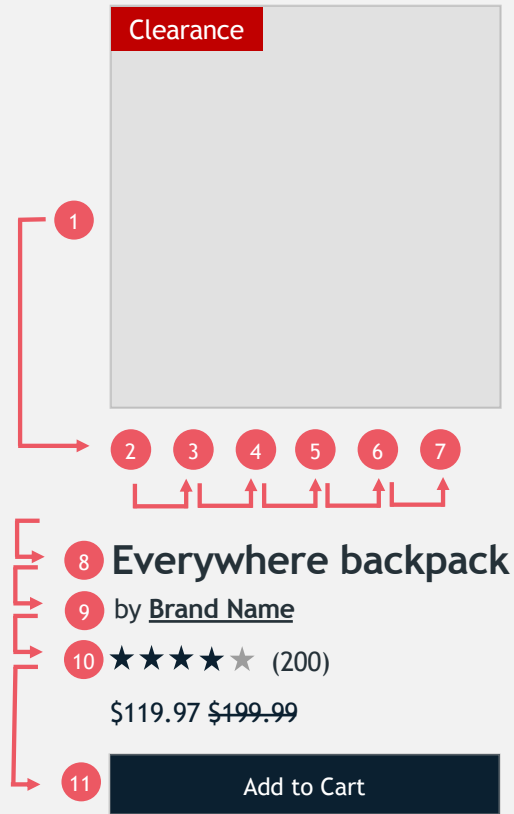 Clearance
1
2 3 4 5 6 7
8 Everywhere backpack
9 by Brand Name
10 (200)
$119.97 $199.99
11 Add to Cart